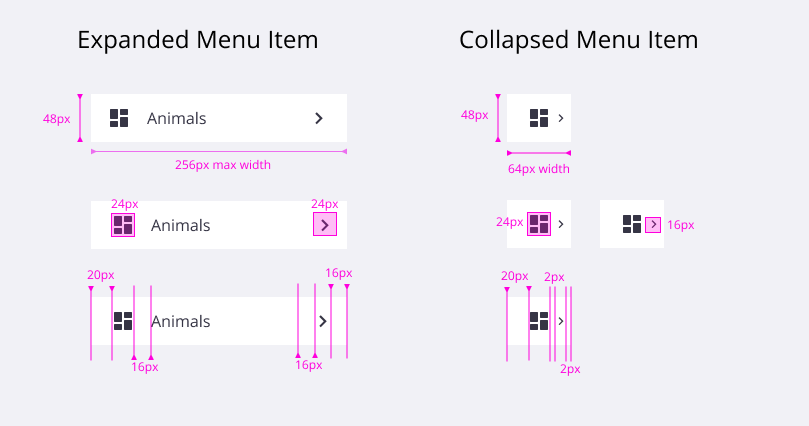 Expanded Menu Item
Collapsed Menu Item
48px
Animals
256px max width
48px
64px width
24px
24px
Animals
24px
16px
20px
16px
Animals
16px
16px
20px
2px
2px